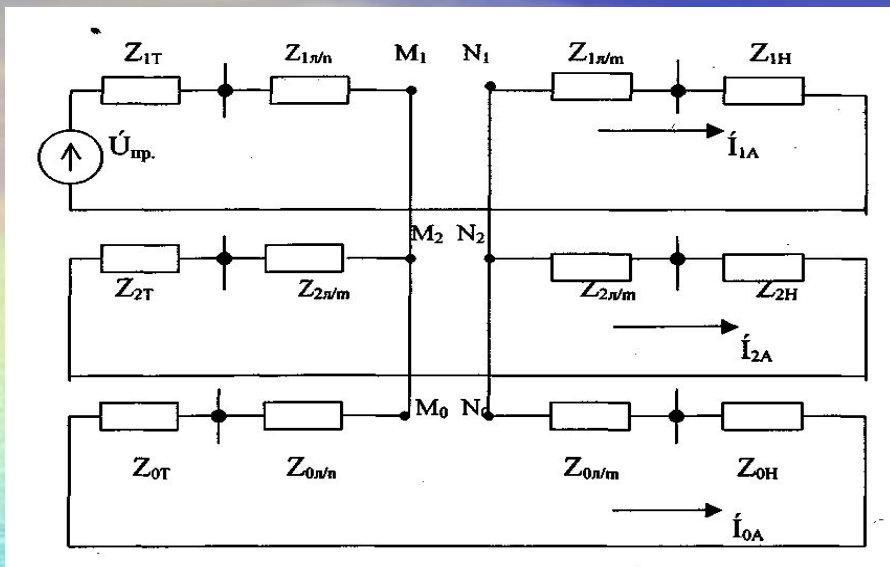 Z1T Z1л/п M1 N1 Z1л/m Z1H
Úпр.
Í1A
M2 N2
Z2T Z2л/m Z2л/m Z2H
Í2A
M0 N0
Z0T Z0л/п Z0л/m Z0H
Í0A